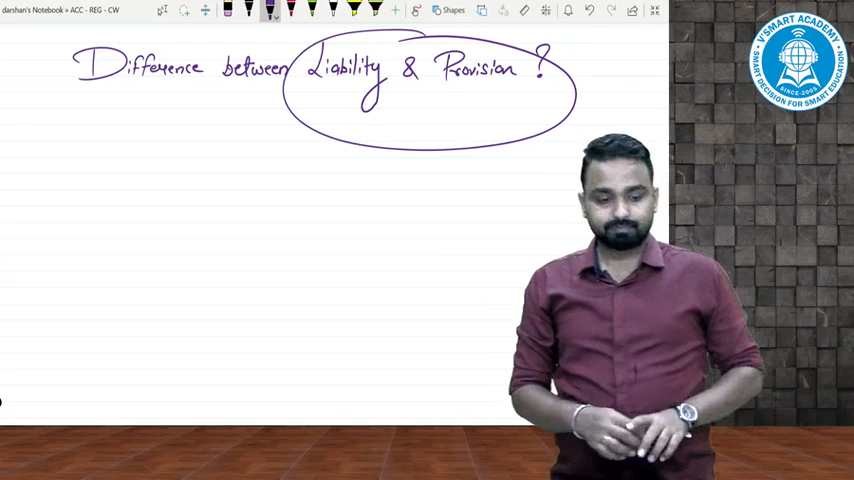 darshan's Notebook » ACC - REG - CW
Shapes
Difference between Liability & Provision ?
V'SMART ACADEMY
SINCE-2005
SMART DECISION FOR SMART EDUCATION